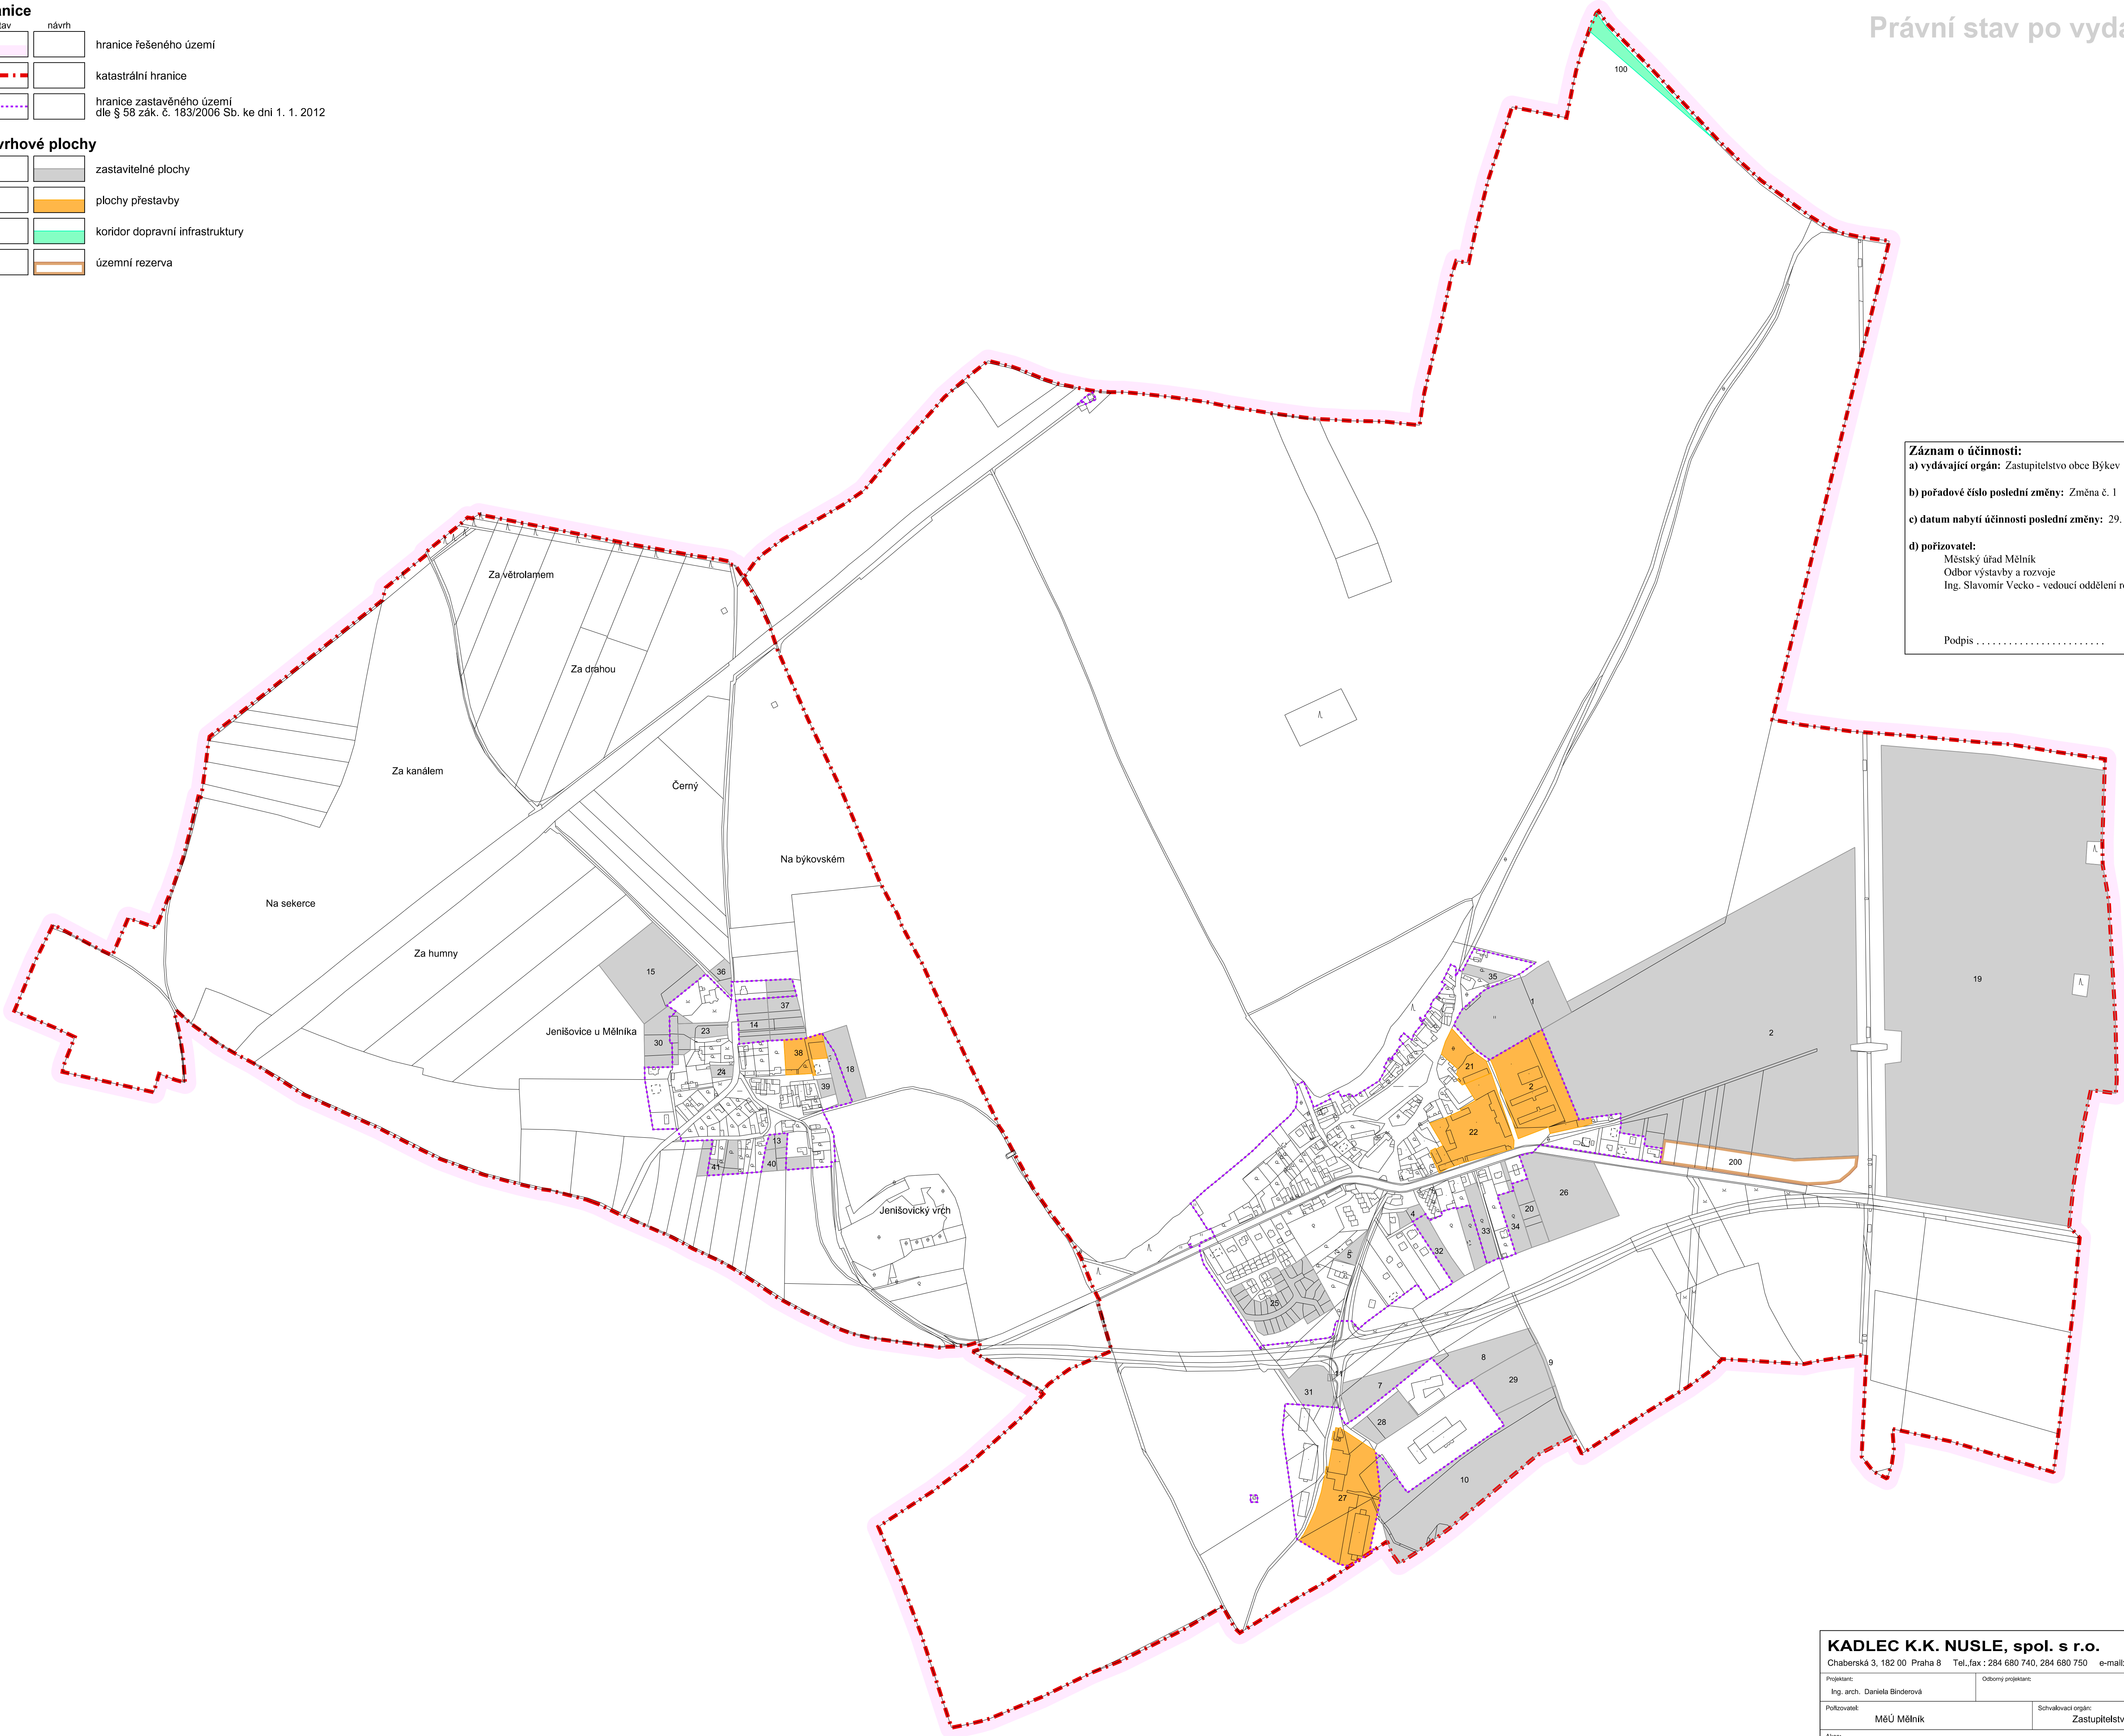 Právní stav po
návrh
hranice řešeného území
katastrální hranice
hranice zastavěného území
dle § 58 zák. č. 183/2006 Sb. ke dni 1. 1. 2012
plochy
zastavitelné plochy
plochy přestavby
koridor dopravní infrastruktury
územní rezerva
100
Záznam o účinnosti:
a) vydávající orgán: Zastupitelstvo obce Býkev
b) pořadové číslo poslední změny: Změna č. 1
c) datum nabytí účinnosti poslední změny: 29.
d) pořizovatel:
Městský úřad Mělník
Odbor výstavby a rozvoje
Ing. Slavomír Vecko - vedoucí oddělení
Podpis . . . . . . . . . . . . . . . . . . . . . . .
Za větrolamem
Za drahou
Za kanálem
Černý
Na býkovském
Na sekerce
Za humny
Jenišovice u Mělníka
Jenišovický vrch
15
36
37
14
23
30
24
38
39
18
13
40
41
35
1
2
19
21
2
22
200
26
20
34
33
32
4
5
25
31
11
7
8
9
29
28
10
27
KADLEC K.K. NUSLE, spol. s r.o.
Chaberská 3, 182 00 Praha 8 Tel.,fax : 284 680 740, 284 680 750 e-mail:
Projektant:
Odborný projektant:
Ing. arch. Daniela Binderová
Pořizovatel:
Schvalovací orgán:
MěÚ Mělník